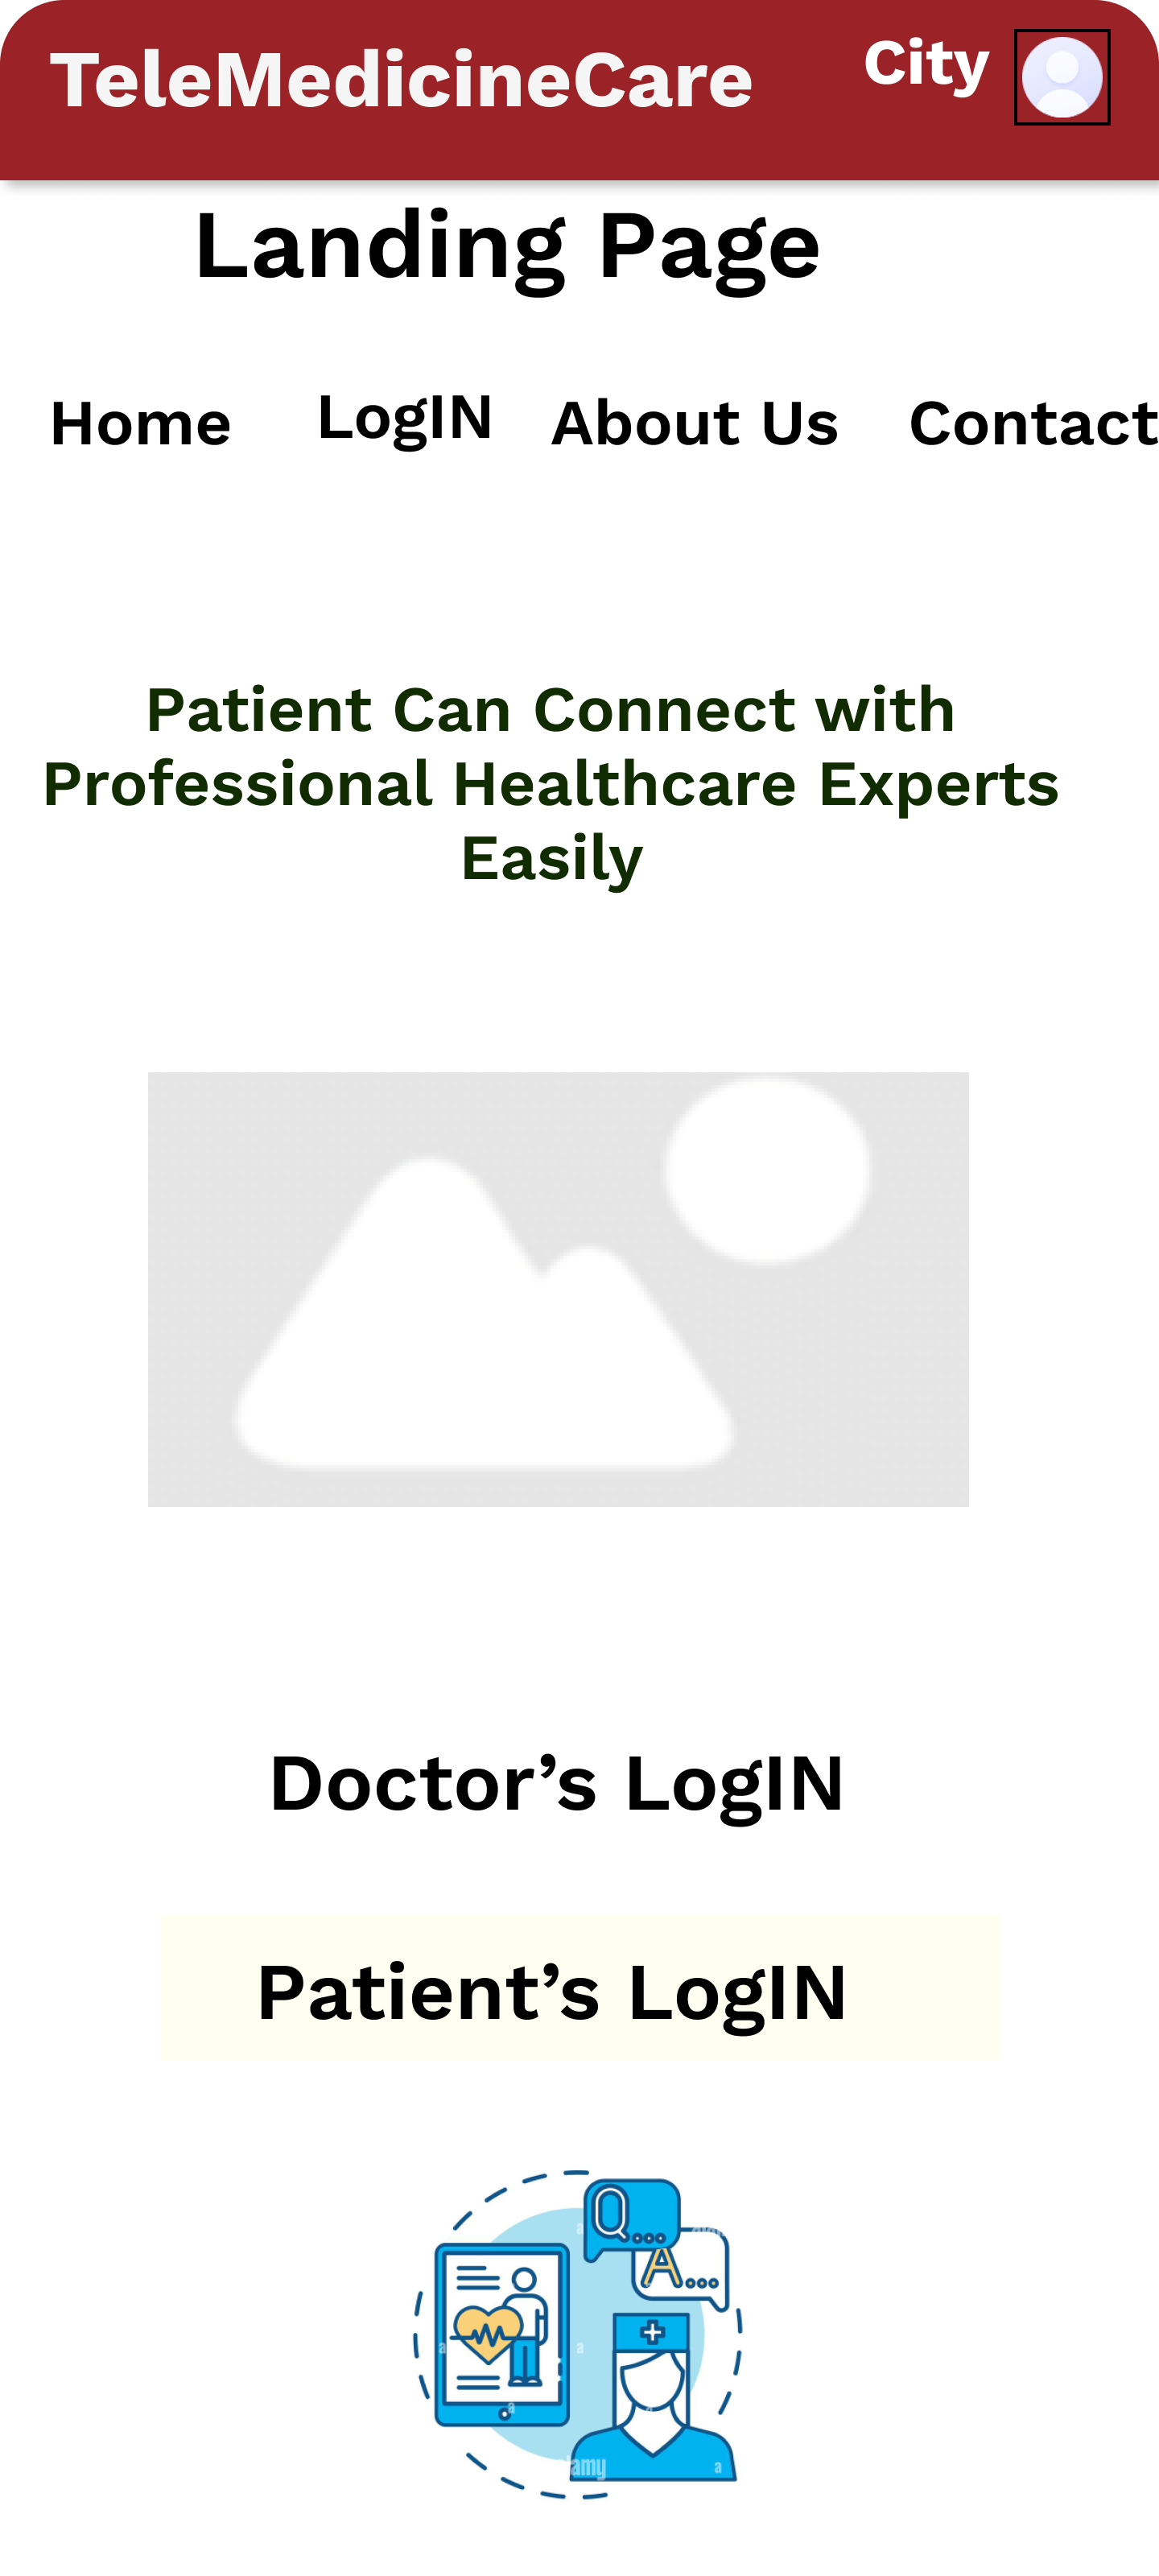 TeleMedicineCare
City
Landing Page
Home LogIN About Us Contact
Patient Can Connect with
Professional Healthcare Experts
Easily
Doctor’s LogIN
Patient’s LogIN
Q
A